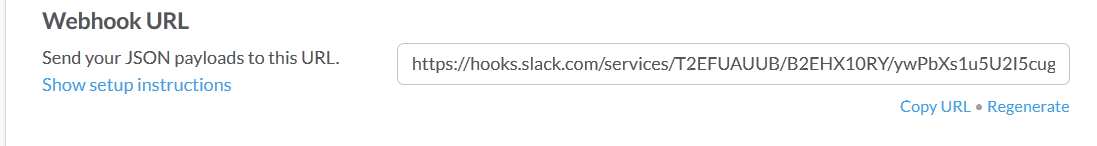 Webhook URL
Send your JSON payloads to this URL.
https://hooks.slack.com/services/T2EFUAUUB/B2EHX10RY/ywPbXs1u5U2I5cug
Show setup instructions
Copy URL • Regenerate